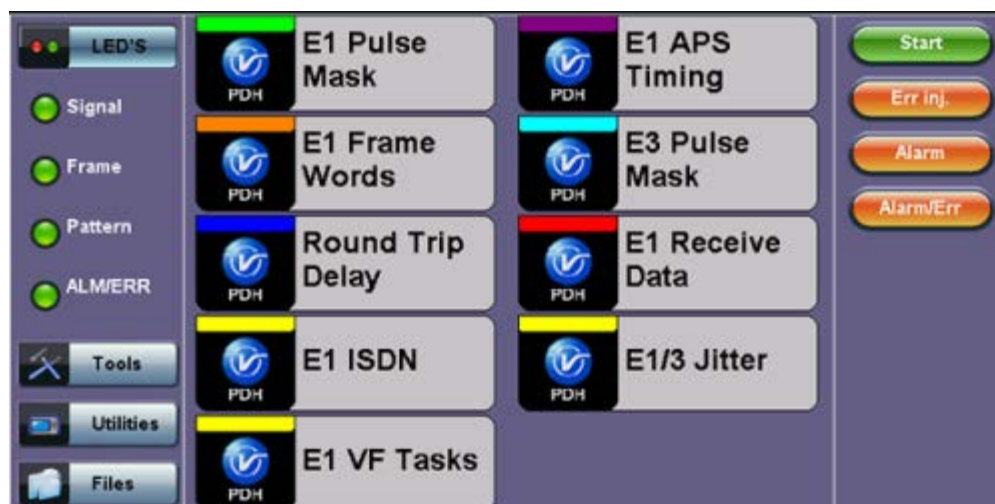 LED'S
Signal
Frame
Pattern
ALM/ERR
Tools
Utilities
Files
E1 Pulse
Mask
PDH
E1 APS
Timing
PDH
E1 Frame
Words
PDH
E3 Pulse
Mask
PDH
Round Trip
Delay
PDH
E1 Receive
Data
PDH
E1 ISDN
PDH
E1/3 Jitter
PDH
E1 VF Tasks
PDH
Start
Err inj.
Alarm
Alarm/Err